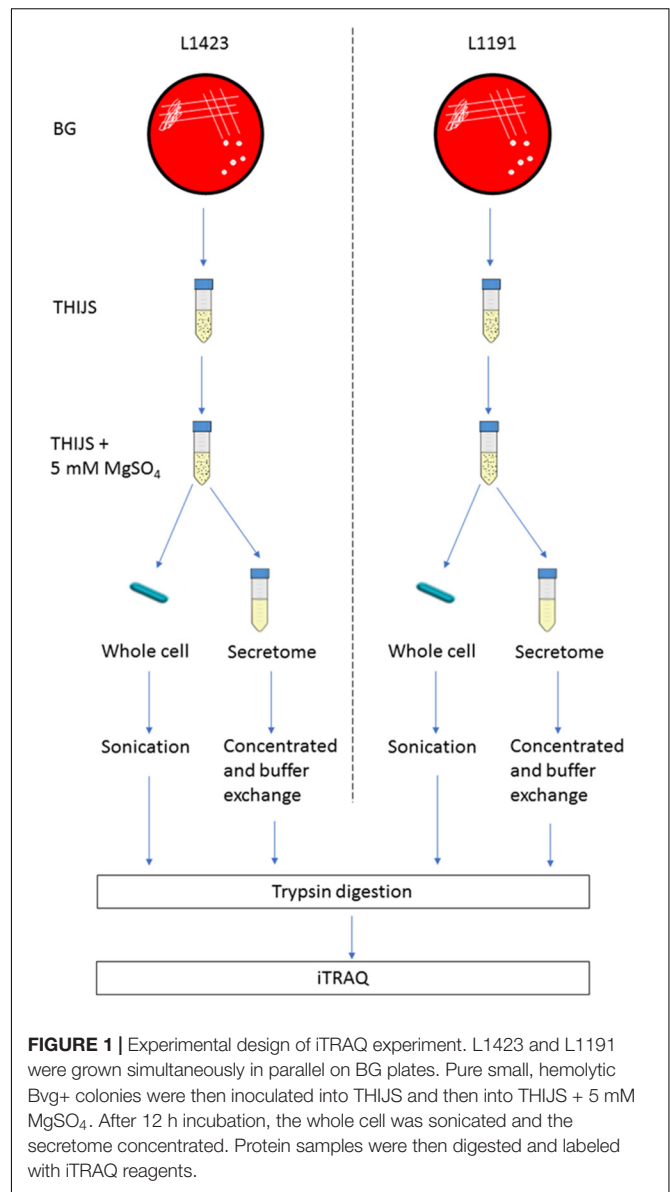 L1423 L1191
BG
THIJS
THIJS +
5 mM MgSO₄
Whole cell Secretome Whole cell Secretome
Sonication Concentrated Sonication Concentrated
and buffer and buffer
exchange exchange
Trypsin digestion
iTRAQ
FIGURE 1 | Experimental design of iTRAQ experiment. L1423 and L1191
were grown simultaneously in parallel on BG plates. Pure small, hemolytic
Bvg+ colonies were then inoculated into THIJS and then into THIJS + 5 mM
MgSO₄. After 12 h incubation, the whole cell was sonicated and the
secretome concentrated. Protein samples were then digested and labeled
with iTRAQ reagents.